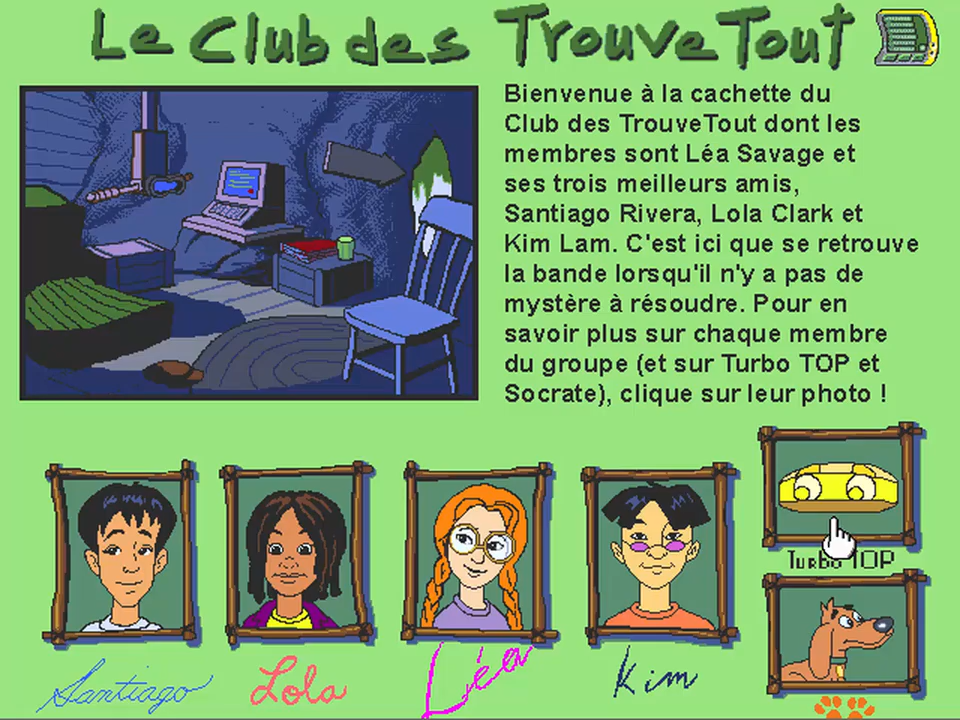 Le Club des TrouveTout
Bienvenue à la cachette du
Club des TrouveTout dont les
membres sont Léa Savage et
ses trois meilleurs amis,
Santiago Rivera, Lola Clark et
Kim Lam. C'est ici que se retrouve
la bande lorsqu'il n'y a pas de
mystère à résoudre. Pour en
savoir plus sur chaque membre
du groupe (et sur Turbo TOP et
Socrate), clique sur leur photo !
Turbo TOP
Santiago Lola Léa Kim